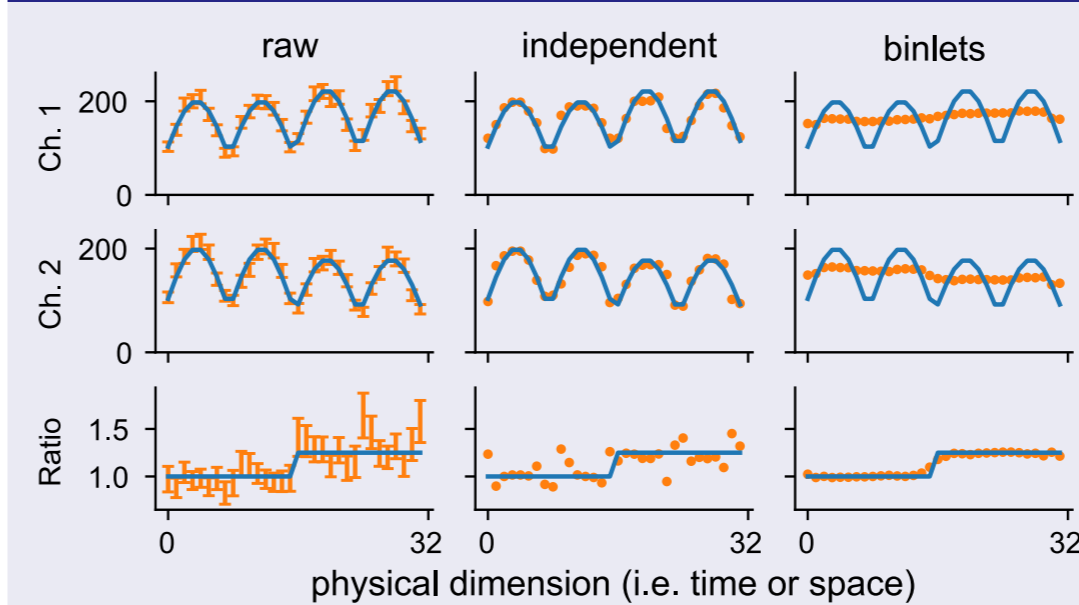 raw independent binlets
Ch. 1
200
0
Ch. 2
200
0
Ratio
1.5
1.0
0 32 0 32 0 32
physical dimension (i.e. time or space)